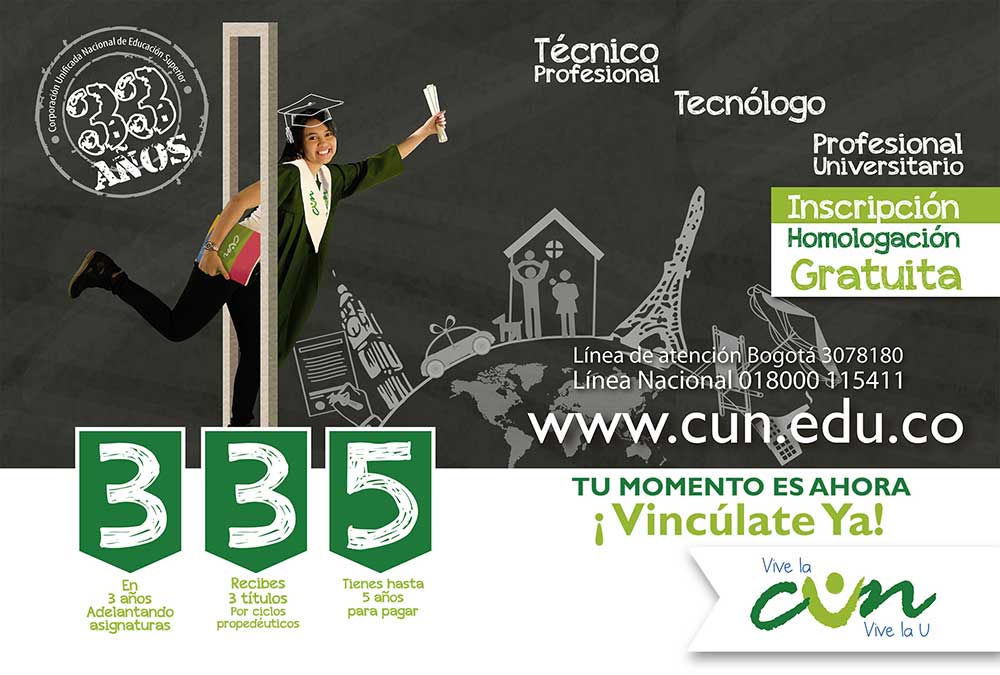 Corporación Unificada Nacional de Educación Superior
33
AÑOS
Técnico
Profesional
Tecnólogo
Profesional
Universitario
Inscripción
Homologación
Gratuita
cun
cun
Línea de atención Bogotá 3078180
Línea Nacional 018000 115411
www.cun.edu.co
3
En
3 años
Adelantando
asignaturas
3
Recibes
3 títulos
Por ciclos
propedéuticos
5
Tienes hasta
5 años
para pagar
TU MOMENTO ES AHORA
¡Vincúlate Ya!
Vive la
cun
Vive la U